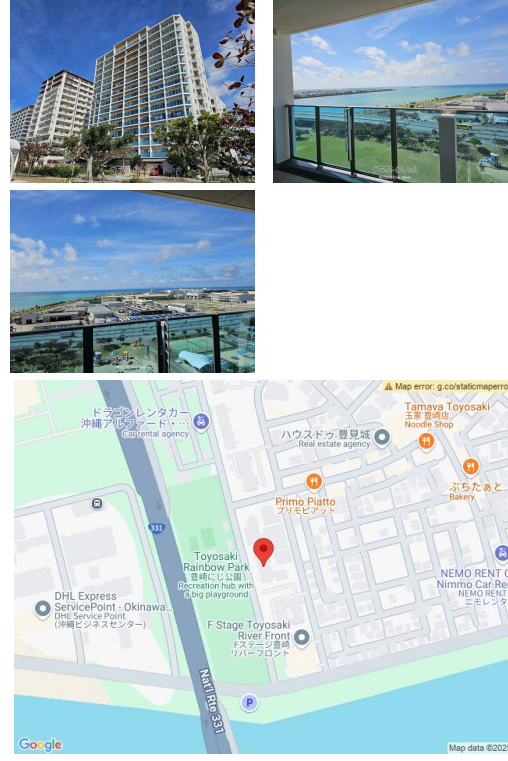 Map error: g.co/staticmaperro
ドラゴンレンタカー
沖縄アルファード・…
Car rental agency
Tamaya Toyosaki
玉家 豊崎店
Noodle Shop
ハウスドゥ 豊見城
Real estate agency
Primo Piatto
プリモピアット
ぷちたぁと
Bakery
331
Toyosaki
Rainbow Park
豊崎にじ公園
Recreation hub with
a big playground
NEMO RENT C
Nimmo Car Re
NEMO RENT
ニモレンタ
DHL Express
ServicePoint - Okinawa...
DHL Service Point
(沖縄ビジネスセンター)
F Stage Toyosaki
River Front
Fステージ豊崎
リバーフロント
Nat'l Rte 331
P
Google
Map data ©2025